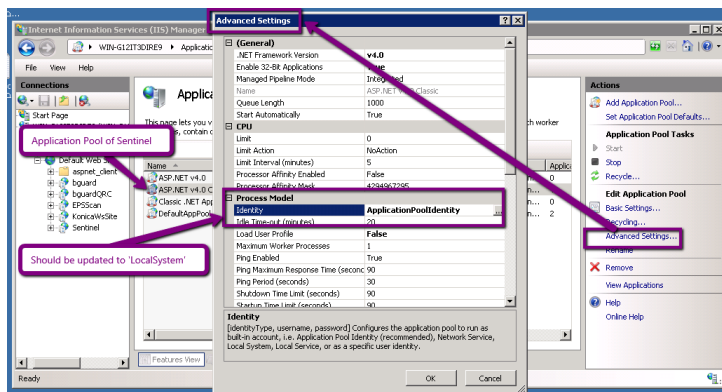 Internet Information Services (IIS) Manager
WIN-G12IT3DIRE9 ▸ Applicatic
File View Help
Connections
Start Page
Application Pool of Sentinel
Default Web S
aspnet_client
bguard
bguardQRC
EPSScan
KonicaWsSite
Sentinel
Should be updated to 'LocalSystem'
Applica
This page lets you v
s, contain
th worker
Name
Applica
ASP.NET v4.0
ASP.NET v4.0 C
Classic .NET App
DefaultAppPool
Features View
Ready
Advanced Settings
(General)
.NET Framework Version v4.0
Enable 32-Bit Applications True
Managed Pipeline Mode Integrated
Name ASP.NET v4.0 Classic
Queue Length 1000
Start Automatically True
CPU
Limit 0
Limit Action NoAction
Limit Interval (minutes) 5
Processor Affinity Enabled False
Processor Affinity Mask 4294967295
Process Model
Identity ApplicationPoolIdentity ...
Idle Time-out (minutes) 20
Load User Profile False
Maximum Worker Processes 1
Ping Enabled True
Ping Maximum Response Time (seconc 90
Ping Period (seconds) 30
Shutdown Time Limit (seconds) 90
Startup Time Limit (seconds) 90
Identity
[identityType, username, password] Configures the application pool to run as
built-in account, i.e. Application Pool Identity (recommended), Network Service,
Local System, Local Service, or as a specific user identity.
OK Cancel
Actions
Add Application Pool...
Set Application Pool Defaults...
Application Pool Tasks
Start
Stop
Recycle...
Edit Application Pool
Basic Settings...
Recycling...
Advanced Settings...
Rename
Remove
View Applications
Help
Online Help